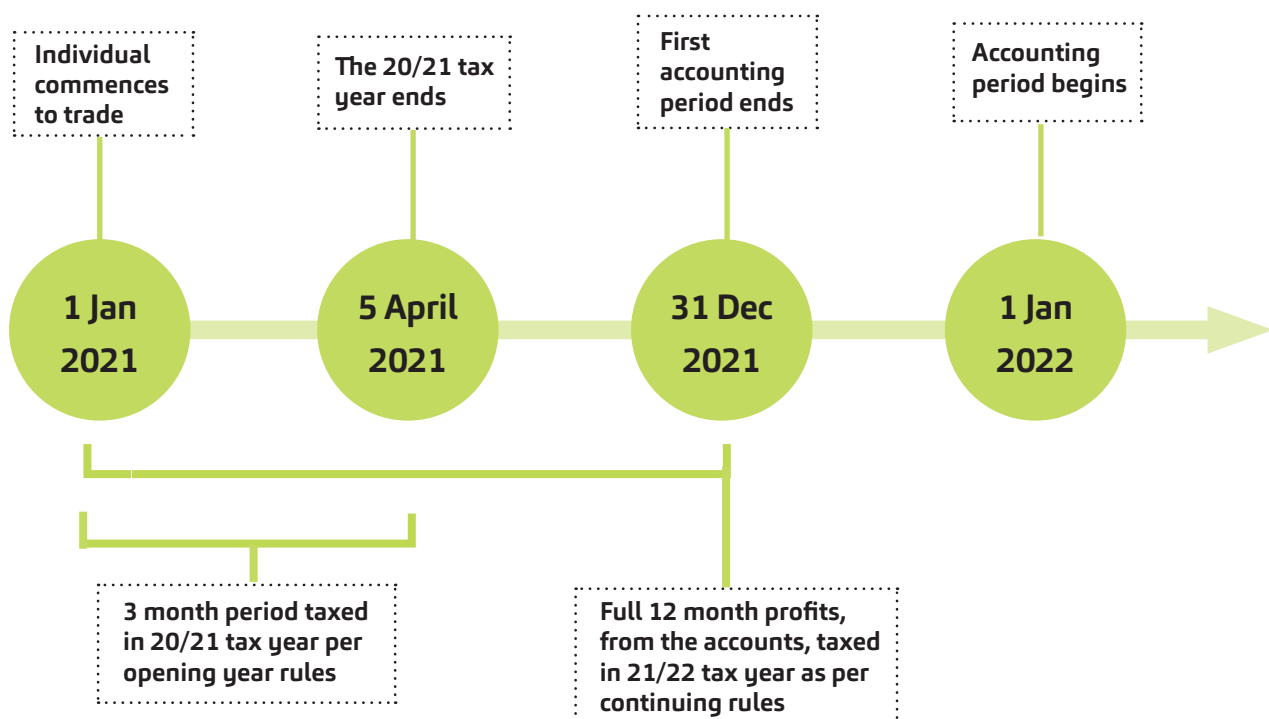 Individual
commences
to trade
The 20/21 tax
year ends
First
accounting
period ends
Accounting
period begins
1 Jan
2021
5 April
2021
31 Dec
2021
1 Jan
2022
3 month period taxed
in 20/21 tax year per
opening year rules
Full 12 month profits,
from the accounts, taxed
in 21/22 tax year as per
continuing rules